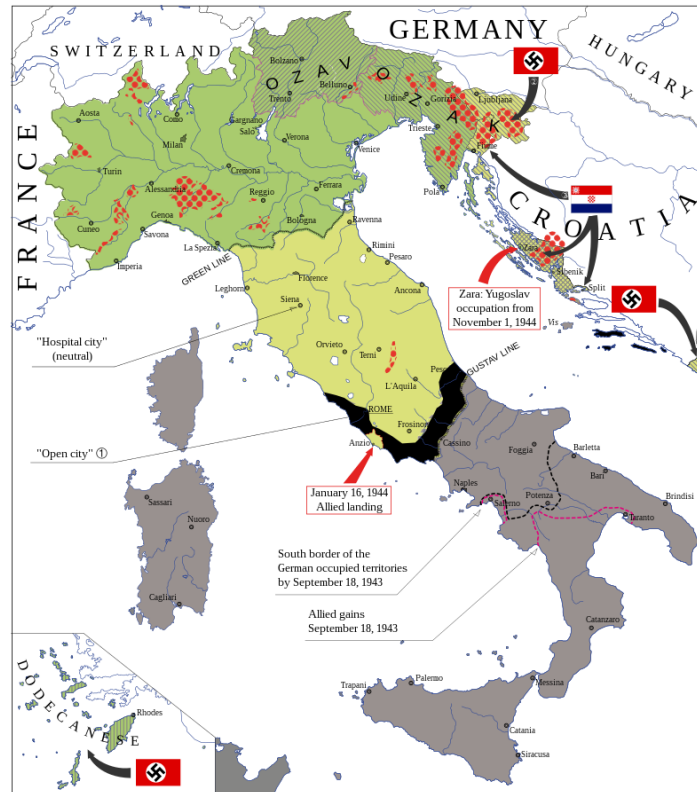 GERMANY
SWITZERLAND
HUNGARY
FRANCE
CROATIA
OZAV
OZAK
Bolzano
Trento
Belluno
Udine
Gorizia
Ljubljana
Trieste
Fiume
Pola
Aosta
Como
Milan
Gargnano
Salo'
Verona
Venice
Turin
Cremona
Alessandria
Reggio
Ferrara
Cuneo
Genoa
Savona
Bologna
Ravenna
Imperia
La Spezia
GREEN LINE
Rimini
Pesaro
Florence
Leghorn
Siena
Ancona
Zara
Sibenik
Split
Vis
Zara: Yugoslav
occupation from
November 1, 1944
"Hospital city"
(neutral)
Orvieto
Terni
L'Aquila
GUSTAV LINE
ROME
Frosinone
Anzio
Cassino
"Open city" ①
January 16, 1944
Allied landing
Foggia
Barletta
Bari
Brindisi
Naples
Salerno
Potenza
Taranto
Sassari
Nuoro
Cagliari
South border of the
German occupied territories
by September 18, 1943
Allied gains
September 18, 1943
Catanzaro
Messina
Palermo
Trapani
Catania
Siracusa
DODECANESE
Rhodes